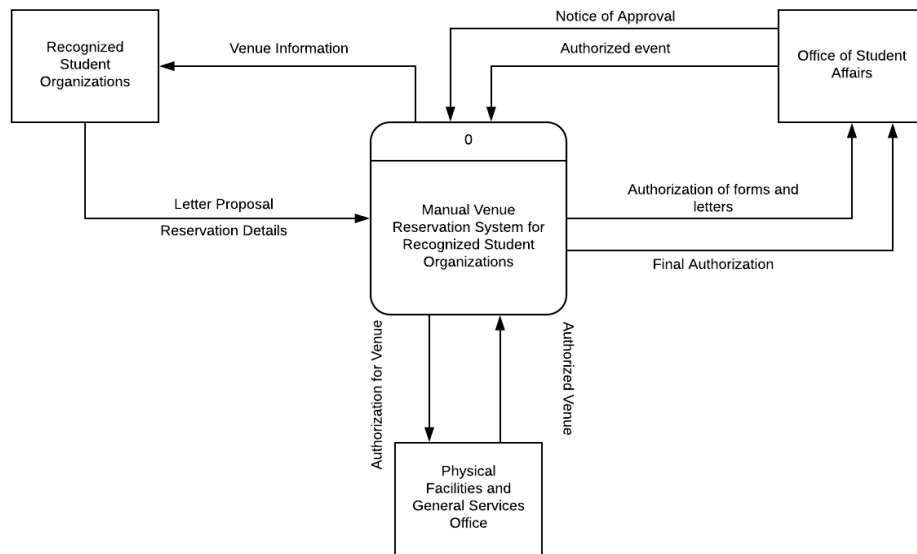 Notice of Approval
Recognized
Student
Organizations
Venue Information
Authorized event
Office of Student
Affairs
0
Letter Proposal
Reservation Details
Manual Venue
Reservation System for
Recognized Student
Organizations
Authorization of forms and
letters
Final Authorization
Authorization for Venue
Authorized Venue
Physical
Facilities and
General Services
Office